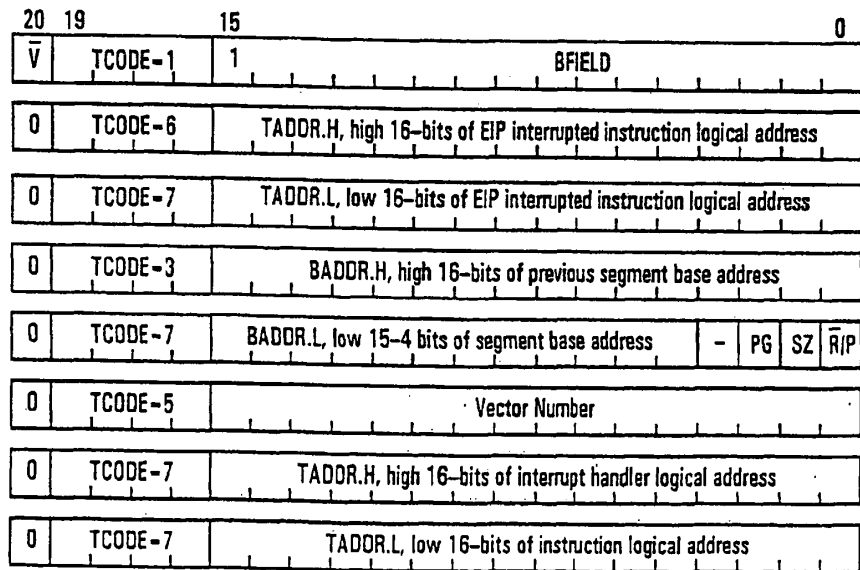 20 19 15 0
V̅ TCODE-1 1 BFIELD
0 TCODE-6 TADDR.H, high 16-bits of EIP interrupted instruction logical address
0 TCODE-7 TADDR.L, low 16-bits of EIP interrupted instruction logical address
0 TCODE-3 BADDR.H, high 16-bits of previous segment base address
0 TCODE-7 BADDR.L, low 15-4 bits of segment base address - PG SZ R̅/P
0 TCODE-5 Vector Number
0 TCODE-7 TADDR.H, high 16-bits of interrupt handler logical address
0 TCODE-7 TADDR.L, low 16-bits of instruction logical address